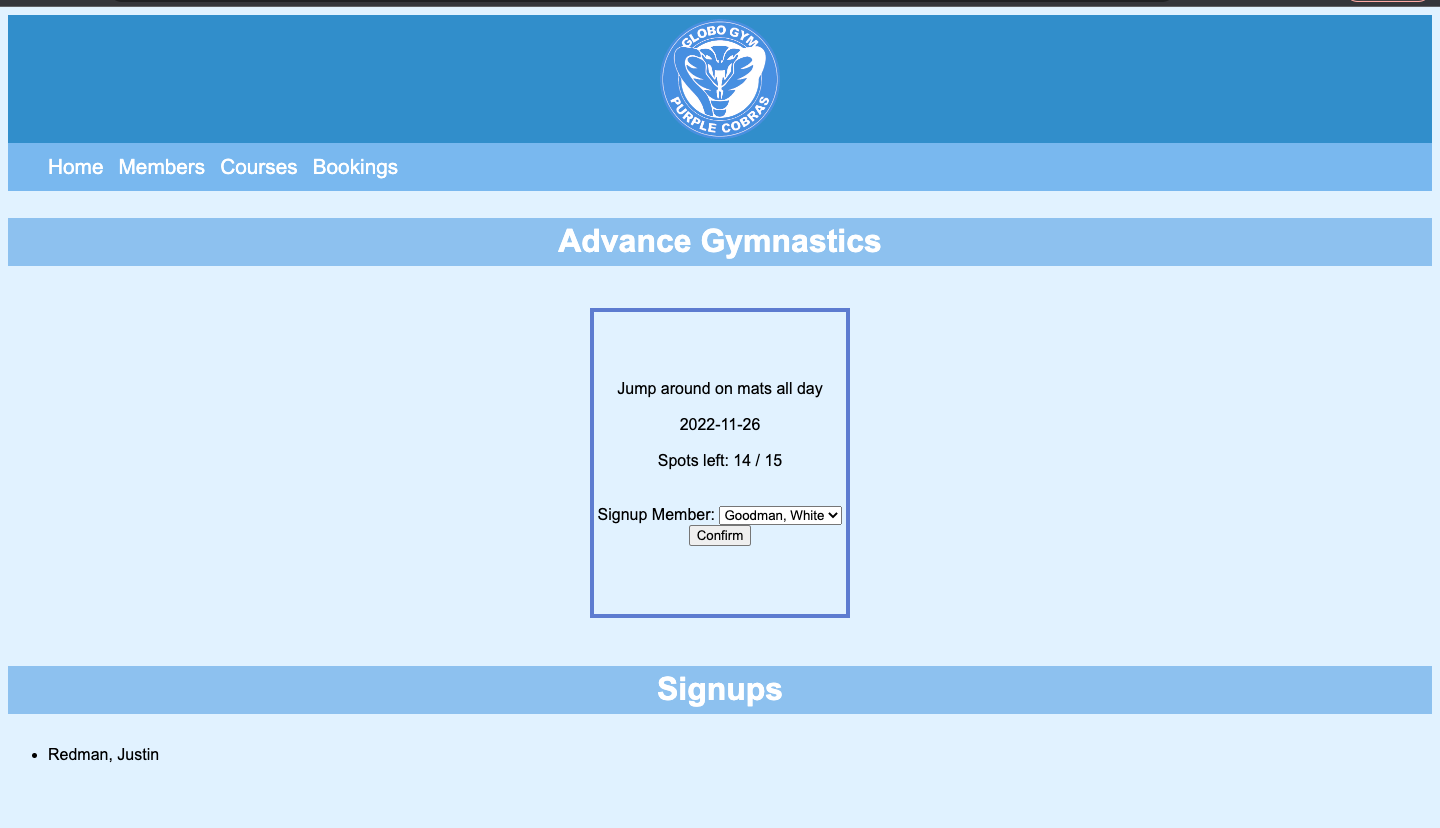 GLOBO GYM
PURPLE COBRAS
Home Members Courses Bookings
Advance Gymnastics
Jump around on mats all day
2022-11-26
Spots left: 14 / 15
Signup Member: Goodman, White
Confirm
Signups
Redman, Justin